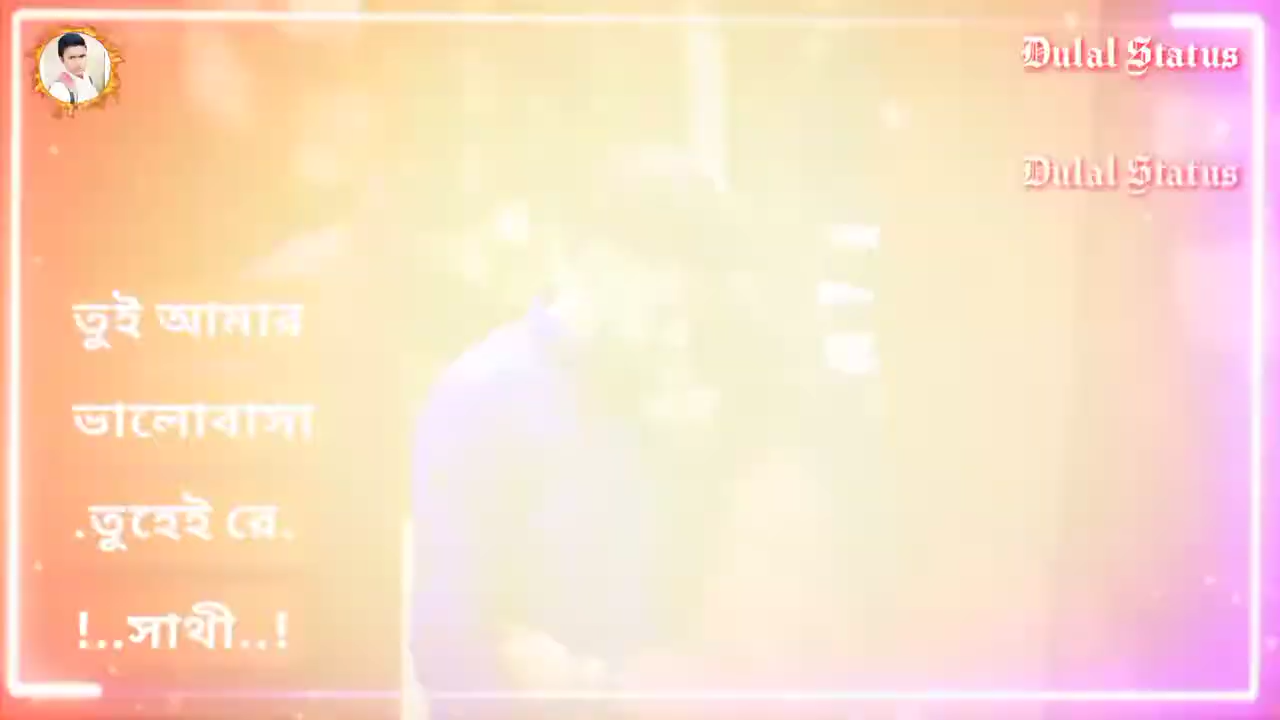 Dulal Status
Dulal Status
তুই আমার
ভালোবাসা
.তুহেই রে.
!..সাথী..!